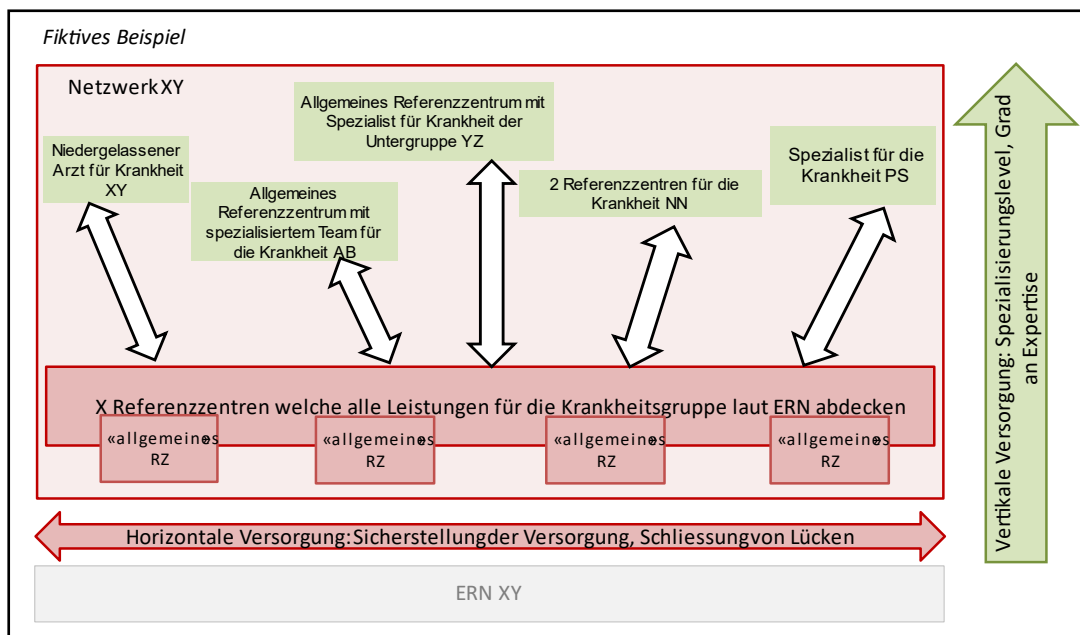 Fiktives Beispiel
Netzwerk XY
Niedergelassener
Arzt für Krankheit
XY
Allgemeines
Referenzzentrum mit
spezialisiertem Team für
die Krankheit AB
Allgemeines Referenzzentrum mit
Spezialist für Krankheit der
Untergruppe YZ
2 Referenzzentren für die
Krankheit NN
Spezialist für die
Krankheit PS
X Referenzzentren welche alle Leistungen für die Krankheitsgruppe laut ERN abdecken
«allgemeines»
RZ
«allgemeines»
RZ
«allgemeines»
RZ
«allgemeines»
RZ
Horizontale Versorgung: Sicherstellung der Versorgung, Schliessung von Lücken
ERN XY
Vertikale Versorgung: Spezialisierungslevel, Grad
an Expertise